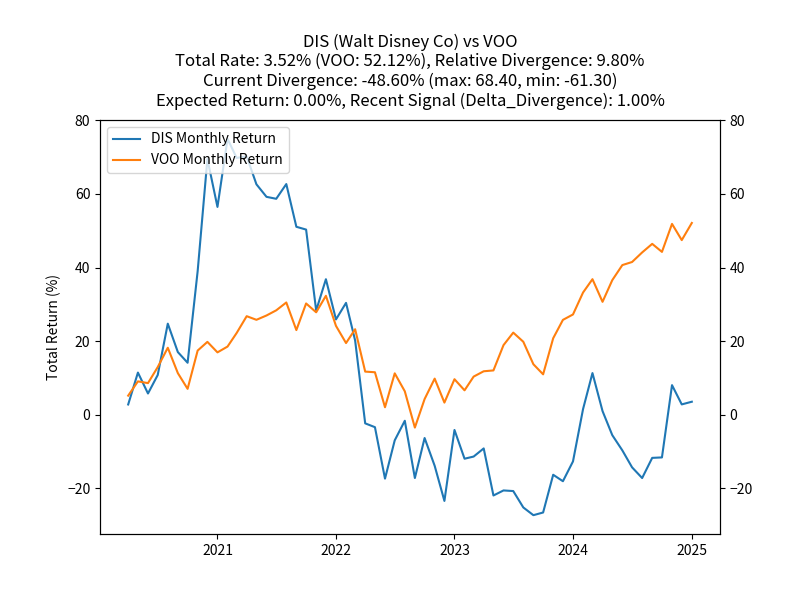 DIS (Walt Disney Co) vs VOO
Total Rate: 3.52% (VOO: 52.12%), Relative Divergence: 9.80%
Current Divergence: -48.60% (max: 68.40, min: -61.30)
Expected Return: 0.00%, Recent Signal (Delta_Divergence): 1.00%
DIS Monthly Return
VOO Monthly Return
Total Return (%)
80
60
40
20
0
−20
80
60
40
20
0
−20
2021
2022
2023
2024
2025